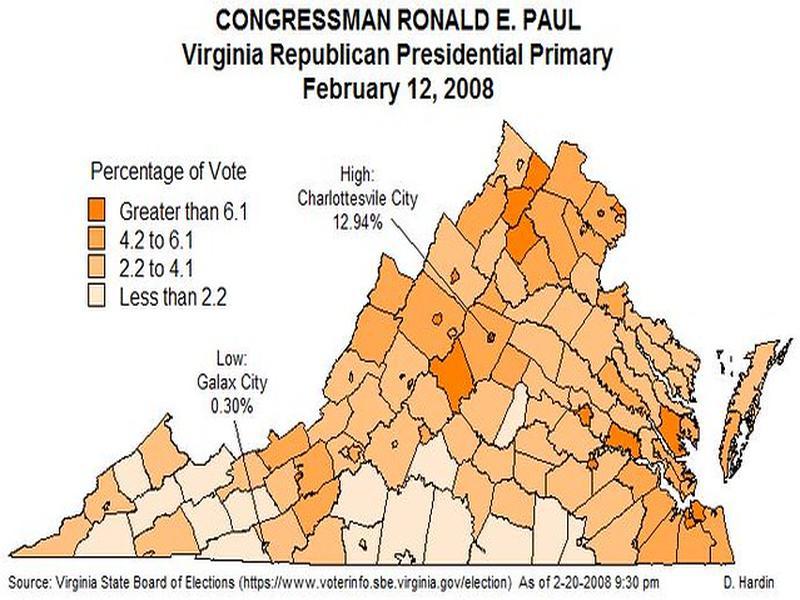 CONGRESSMAN RONALD E. PAUL
Virginia Republican Presidential Primary
February 12, 2008
Percentage of Vote
Greater than 6.1
4.2 to 6.1
2.2 to 4.1
Less than 2.2
High:
Charlottesvile City
12.94%
Low:
Galax City
0.30%
Source: Virginia State Board of Elections (https://www.voterinfo.sbe.virginia.gov/election) As of 2-20-2008 9:30 pm
D. Hardin